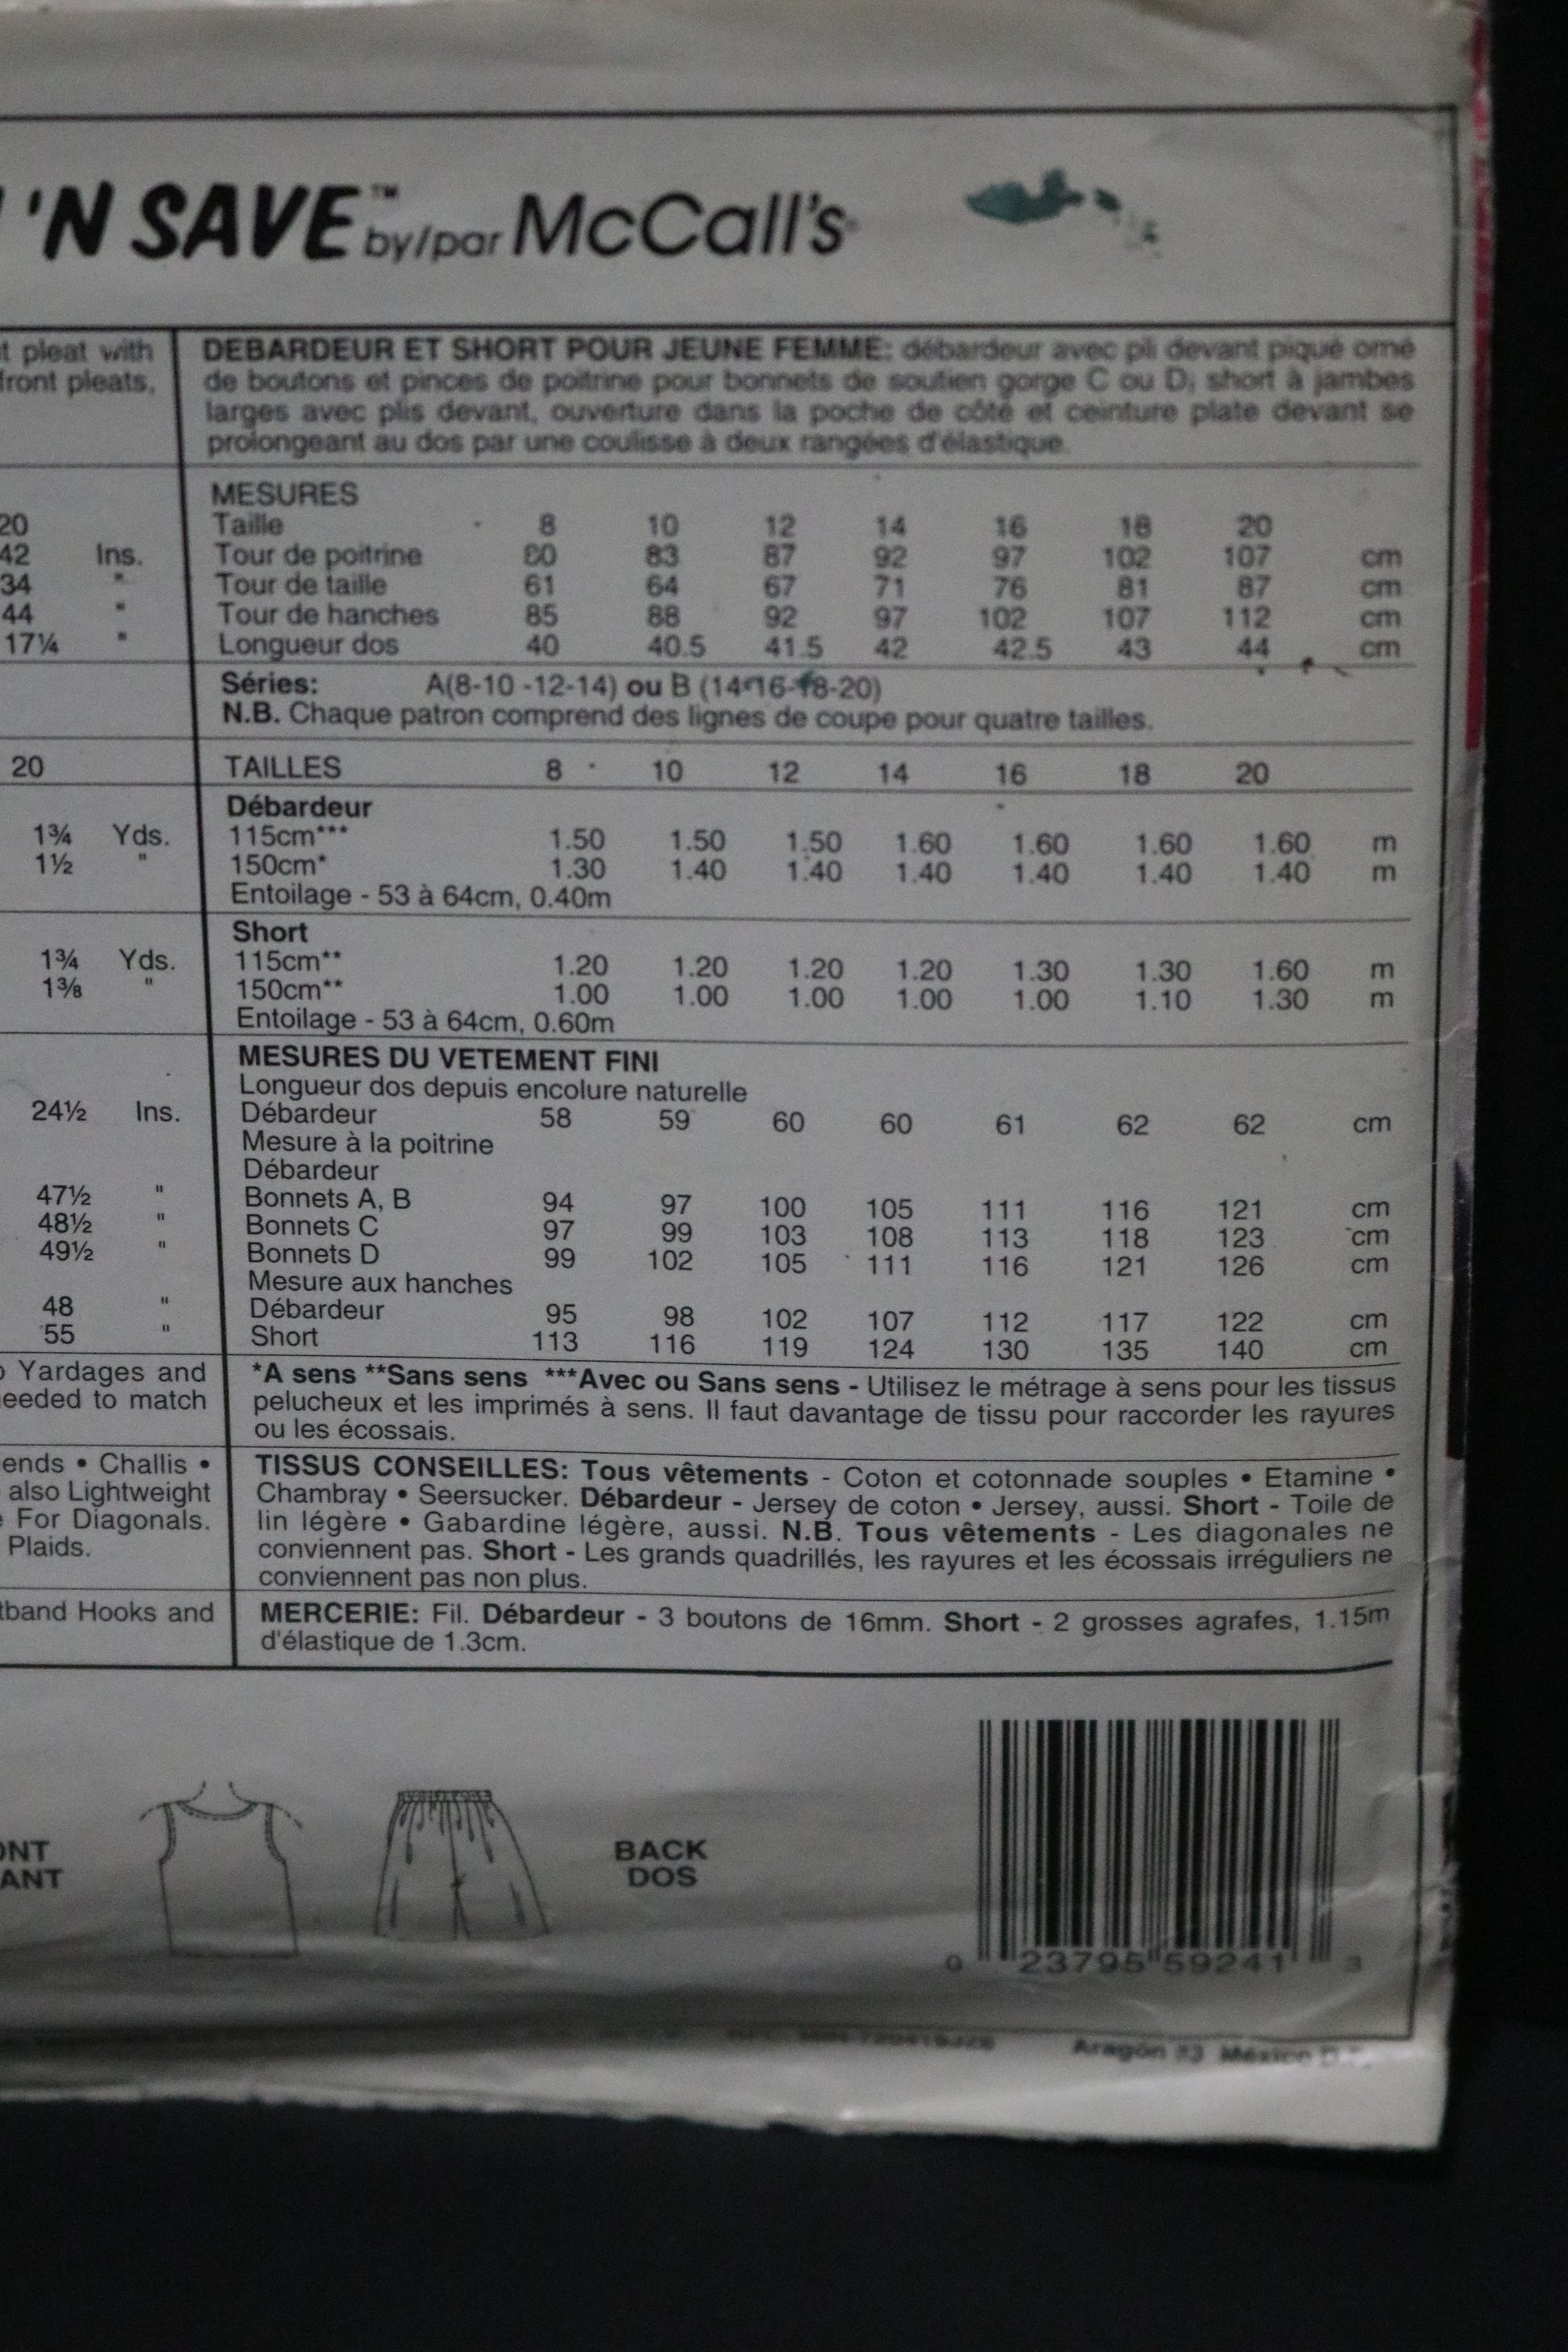 'N SAVE™ by/par McCall's
t pleat with
front pleats,
DEBARDEUR ET SHORT POUR JEUNE FEMME: débardeur avec pli devant piqué orné
de boutons et pinces de poitrine pour bonnets de soutien gorge C ou D; short à jambes
larges avec plis devant, ouverture dans la poche de côté et ceinture plate devant se
prolongeant au dos par une coulisse à deux rangées d'élastique.
MESURES
20 Taille 8 10 12 14 16 18 20
42 Ins. Tour de poitrine 80 83 87 92 97 102 107 cm
34 " Tour de taille 61 64 67 71 76 81 87 cm
44 " Tour de hanches 85 88 92 97 102 107 112 cm
17¼ " Longueur dos 40 40.5 41.5 42 42.5 43 44 cm
Séries: A(8-10 -12-14) ou B (14-16-18-20)
N.B. Chaque patron comprend des lignes de coupe pour quatre tailles.
20 TAILLES 8 10 12 14 16 18 20
Débardeur
1¾ Yds. 115cm*** 1.50 1.50 1.50 1.60 1.60 1.60 1.60 m
1½ " 150cm* 1.30 1.40 1.40 1.40 1.40 1.40 1.40 m
Entoilage - 53 à 64cm, 0.40m
Short
1¾ Yds. 115cm** 1.20 1.20 1.20 1.20 1.30 1.30 1.60 m
1⅜ " 150cm** 1.00 1.00 1.00 1.00 1.00 1.10 1.30 m
Entoilage - 53 à 64cm, 0.60m
MESURES DU VETEMENT FINI
Longueur dos depuis encolure naturelle
24½ Ins. Débardeur 58 59 60 60 61 62 62 cm
Mesure à la poitrine
Débardeur
47½ " Bonnets A, B 94 97 100 105 111 116 121 cm
48½ " Bonnets C 97 99 103 108 113 118 123 cm
49½ " Bonnets D 99 102 105 111 116 121 126 cm
Mesure aux hanches
48 " Débardeur 95 98 102 107 112 117 122 cm
55 " Short 113 116 119 124 130 135 140 cm
Yardages and
eeded to match
*A sens **Sans sens ***Avec ou Sans sens - Utilisez le métrage à sens pour les tissus
pelucheux et les imprimés à sens. Il faut davantage de tissu pour raccorder les rayures
ou les écossais.
ends • Challis •
also Lightweight
For Diagonals.
Plaids.
TISSUS CONSEILLES: Tous vêtements - Coton et cotonnade souples • Etamine •
Chambray • Seersucker. Débardeur - Jersey de coton • Jersey, aussi. Short - Toile de
lin légère • Gabardine légère, aussi. N.B. Tous vêtements - Les diagonales ne
conviennent pas. Short - Les grands quadrillés, les rayures et les écossais irréguliers ne
conviennent pas non plus.
tband Hooks and
MERCERIE: Fil. Débardeur - 3 boutons de 16mm. Short - 2 grosses agrafes, 1.15m
d'élastique de 1.3cm.
ONT
ANT
BACK
DOS
0 23795 59241 3
Aragón México D.F.